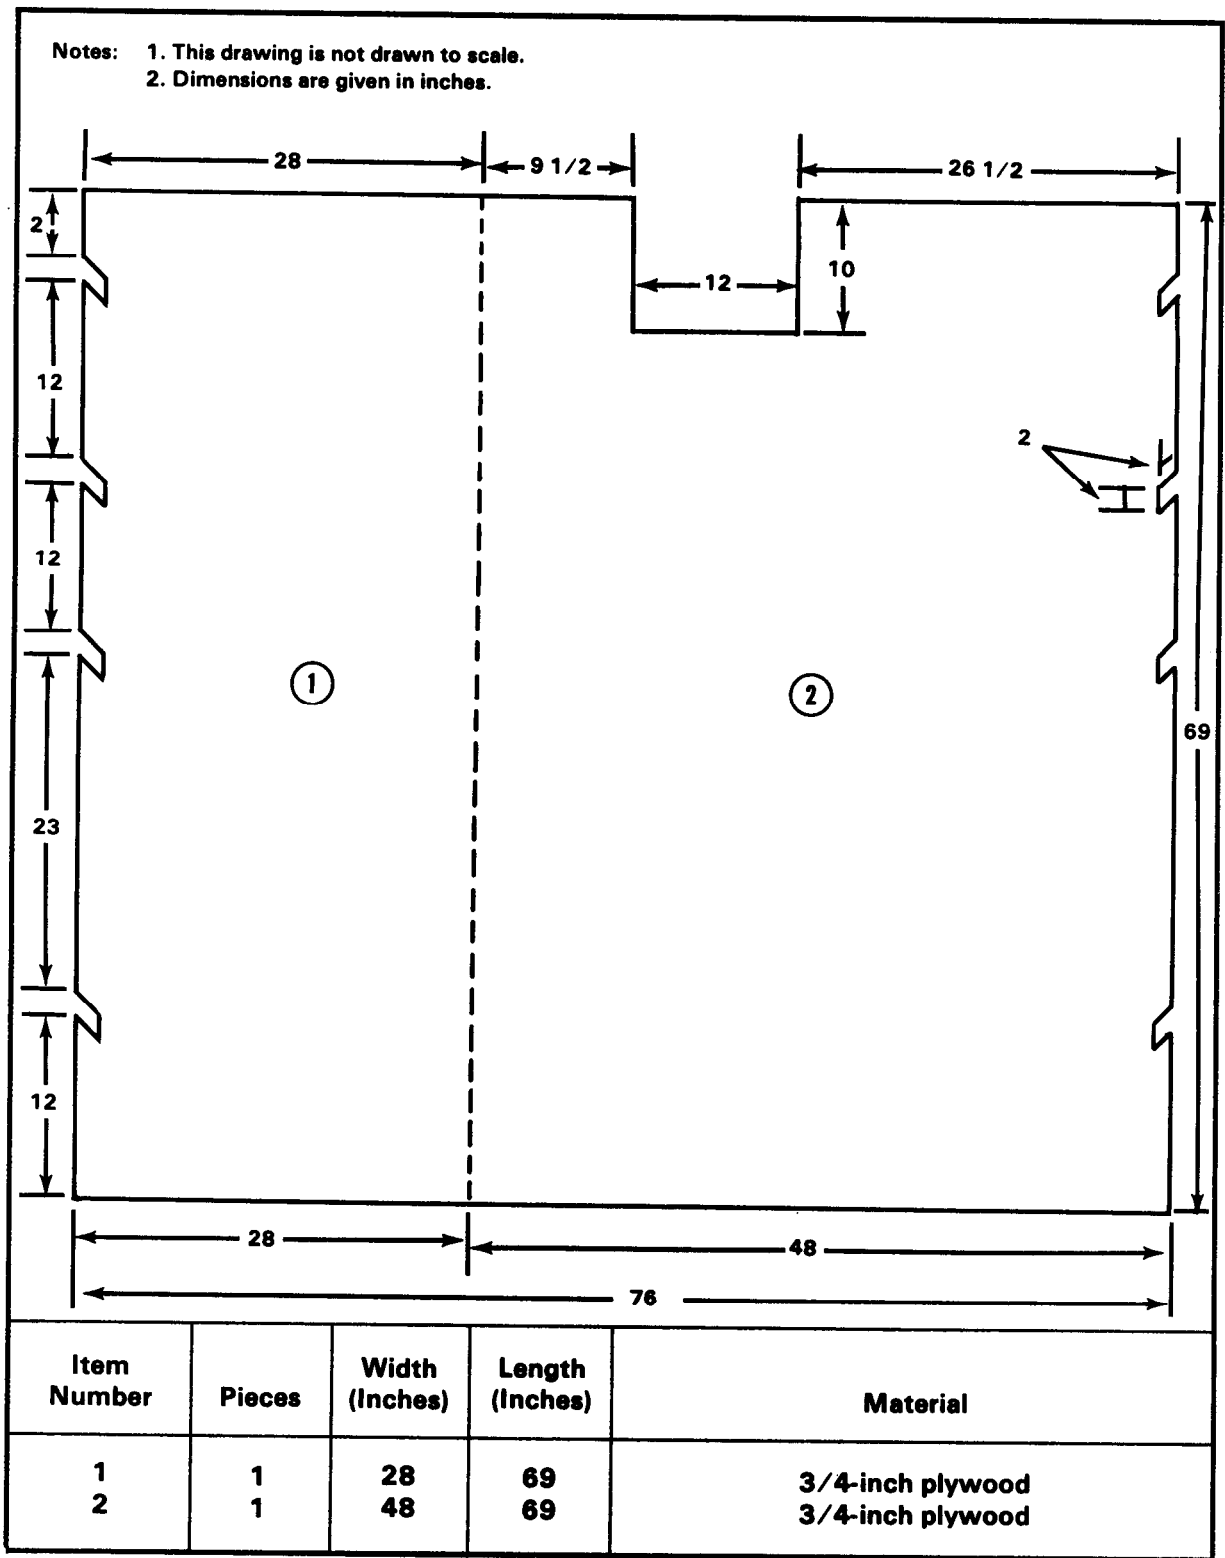 Notes: 1. This drawing is not drawn to scale.
2. Dimensions are given in inches.
28 9 1/2 26 1/2
2
12 10
12
2
12
1 2
69
23
12
28 48
76
Item Number Pieces Width (Inches) Length (Inches) Material
1 1 28 69 3/4-inch plywood
2 1 48 69 3/4-inch plywood